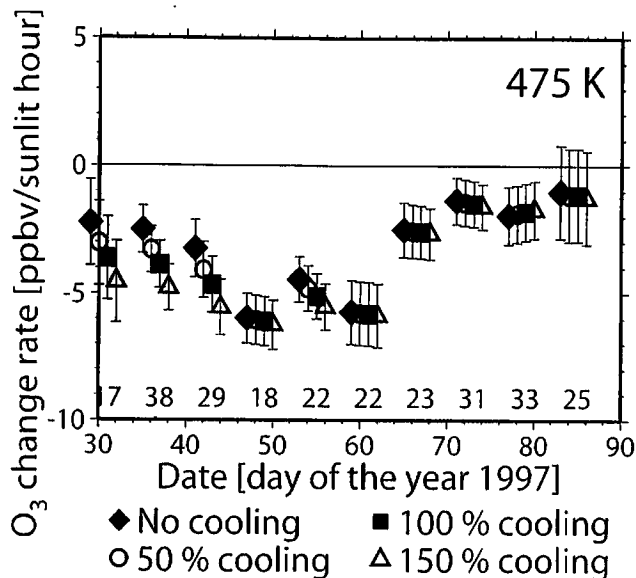 5
475 K
0
-5
17 38 29 18 22 22 23 31 33 25
-10
30 40 50 60 70 80 90
O3 change rate [ppbv/sunlit hour]
Date [day of the year 1997]
No cooling 100 % cooling
50 % cooling 150 % cooling